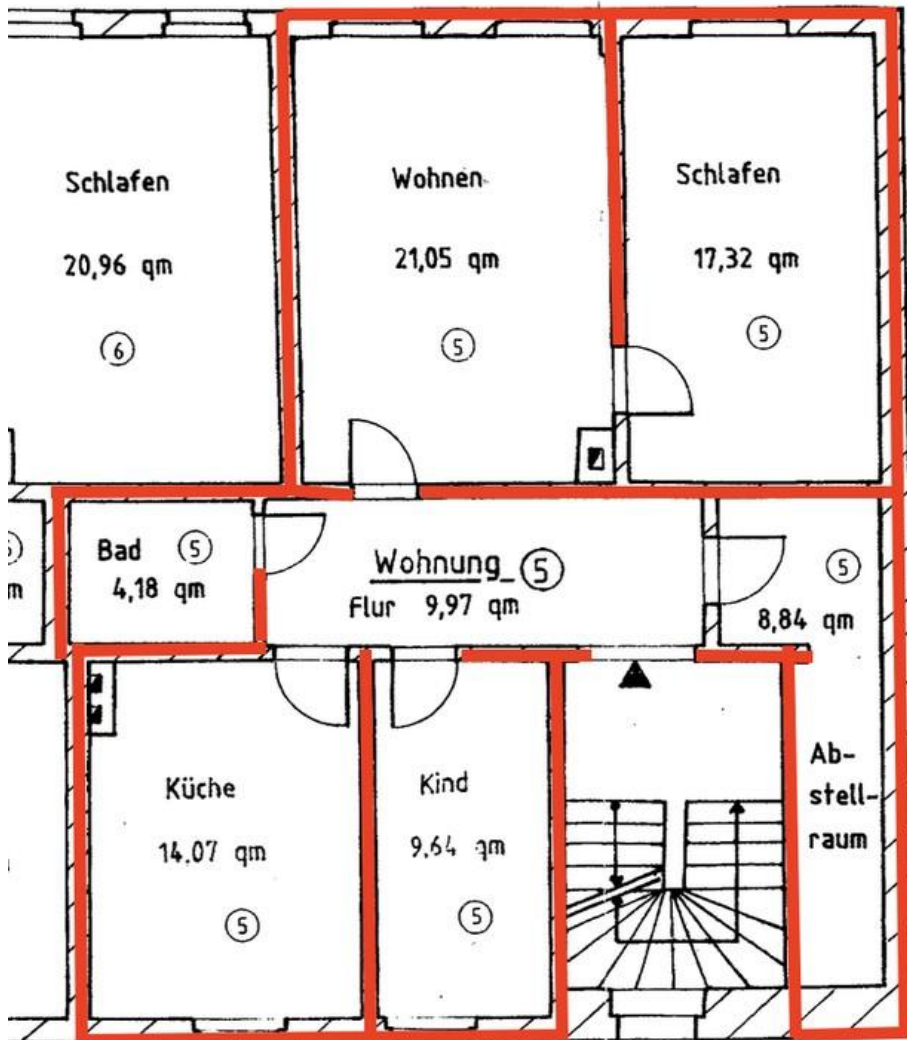 Schlafen
20,96 qm
6
Wohnen
21,05 qm
5
Schlafen
17,32 qm
5
Bad 5
4,18 qm
Wohnung 5
Flur 9,97 qm
5
8,84 qm
Ab-
stell-
raum
Küche
14,07 qm
5
Kind
9,64 qm
5